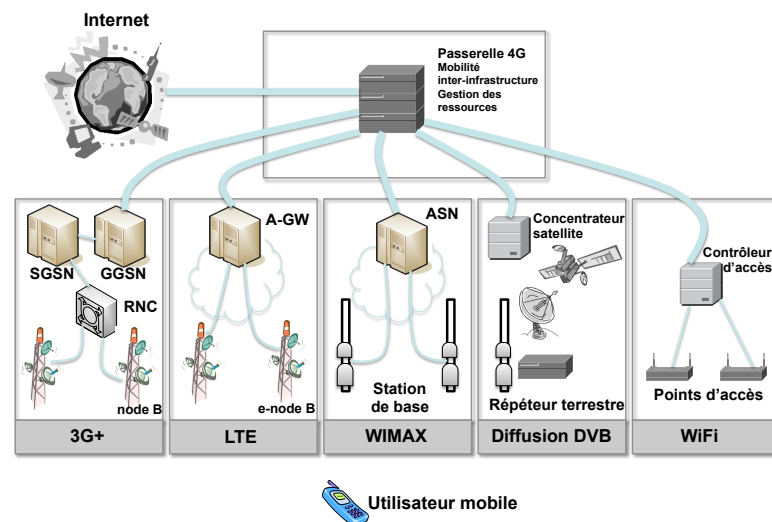 Internet
Passerelle 4G
Mobilité
inter-infrastructure
Gestion des
ressources
SGSN
GGSN
RNC
node B
3G+
A-GW
e-node B
LTE
ASN
Station
de base
WIMAX
Concentrateur
satellite
Répéteur terrestre
Diffusion DVB
Contrôleur
d'accès
Points d'accès
WiFi
Utilisateur mobile